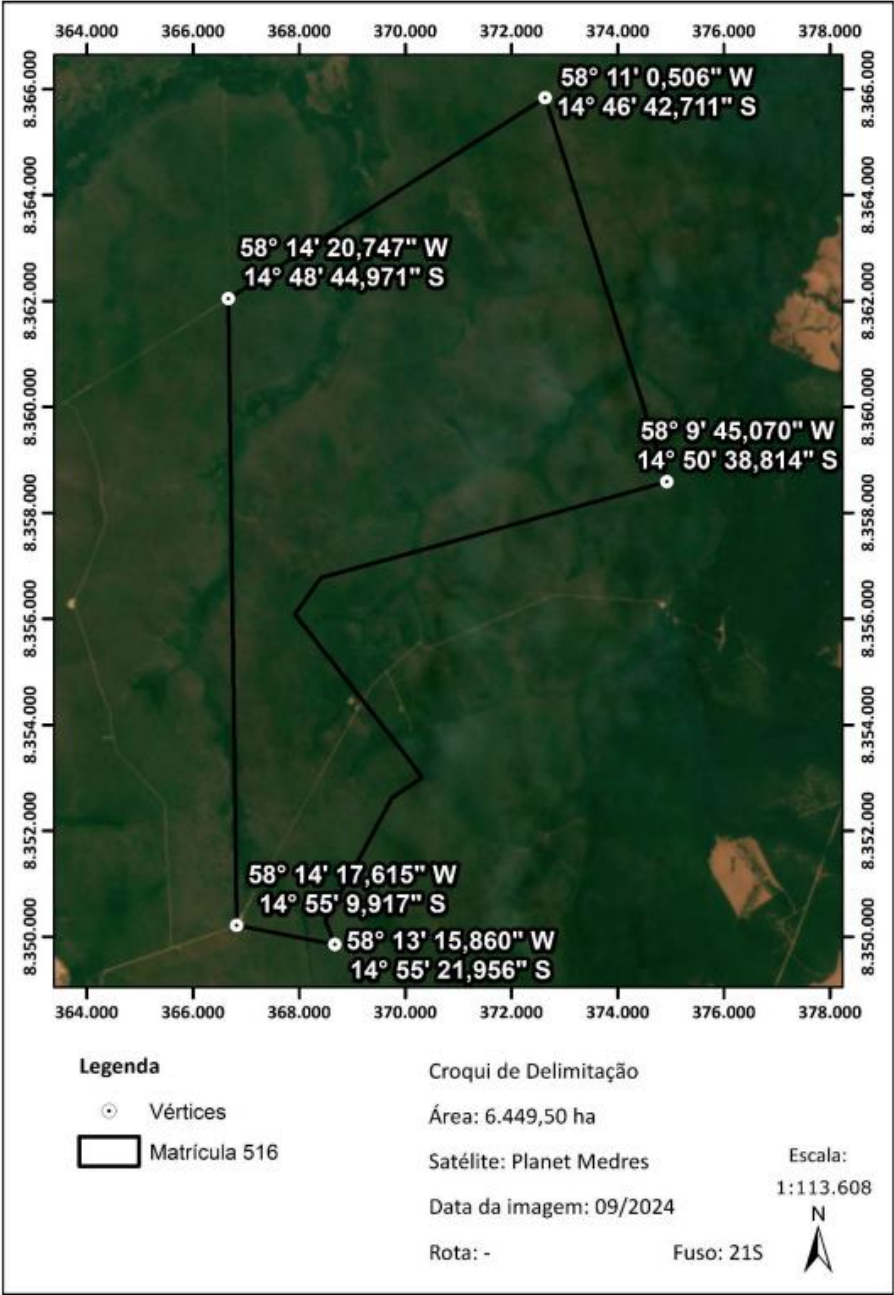 364.000 366.000 368.000 370.000 372.000 374.000 376.000 378.000
8.366.000 8.366.000
58° 11' 0,506" W
14° 46' 42,711" S
8.364.000 8.364.000
58° 14' 20,747" W
14° 48' 44,971" S
8.362.000 8.362.000
8.360.000 8.360.000
58° 9' 45,070" W
14° 50' 38,814" S
8.358.000 8.358.000
8.356.000 8.356.000
8.354.000 8.354.000
8.352.000 8.352.000
58° 14' 17,615" W
14° 55' 9,917" S
8.350.000 8.350.000
58° 13' 15,860" W
14° 55' 21,956" S
364.000 366.000 368.000 370.000 372.000 374.000 376.000 378.000
Legenda
Vértices
Matrícula 516
Croqui de Delimitação
Área: 6.449,50 ha
Satélite: Planet Medres
Data da imagem: 09/2024
Rota: -
Fuso: 21S
Escala:
1:113.608
N